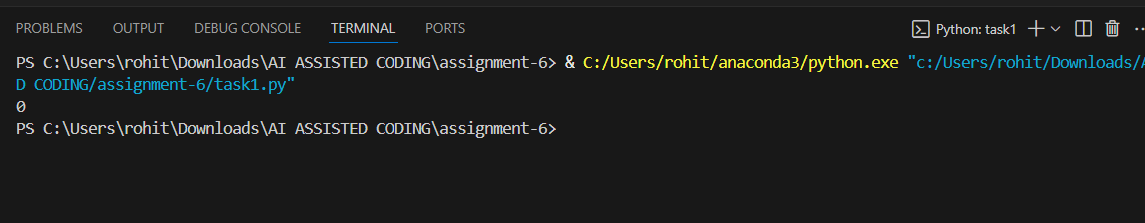 PROBLEMS OUTPUT DEBUG CONSOLE TERMINAL PORTS Python: task1
PS C:\Users\rohit\Downloads\AI ASSISTED CODING\assignment-6> & C:/Users/rohit/anaconda3/python.exe "c:/Users/rohit/Downloads/A
D CODING/assignment-6/task1.py"
0
PS C:\Users\rohit\Downloads\AI ASSISTED CODING\assignment-6>